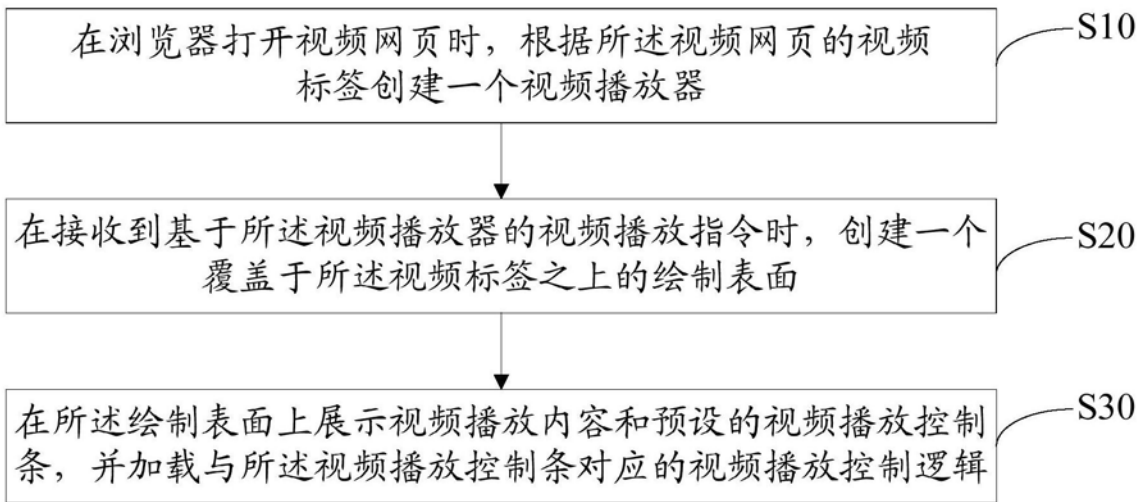 在浏览器打开视频网页时，根据所述视频网页的视频
标签创建一个视频播放器
S10
在接收到基于所述视频播放器的视频播放指令时，创建一个
覆盖于所述视频标签之上的绘制表面
S20
在所述绘制表面上展示视频播放内容和预设的视频播放控制
条，并加载与所述视频播放控制条对应的视频播放控制逻辑
S30